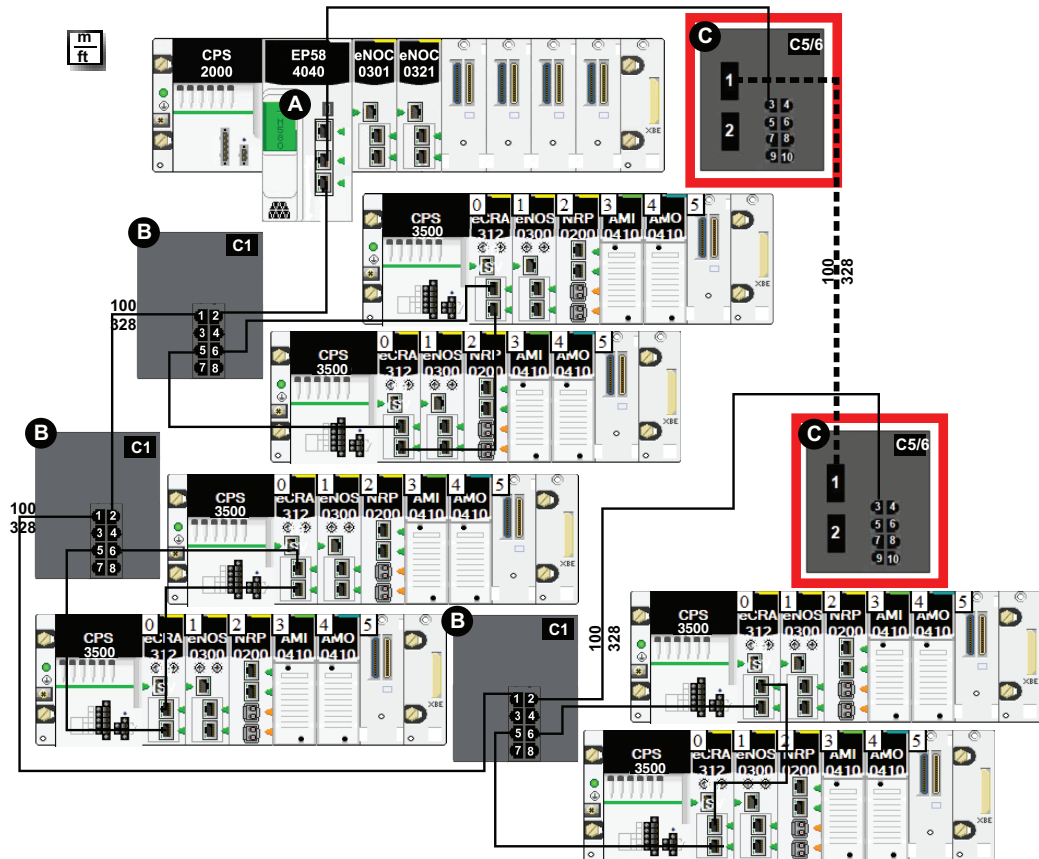 m
ft
CPS
2000
EP58
4040
eNOC
0301
eNOC
0321
A
XBE
C
C5/6
1
2
3 4
5 6
7 8
9 10
100
328
CPS
3500
0 1 2 3 4 5
eCRA
312
eNOS
0300
NRP
0200
AMI
0410
AMO
0410
S
XBE
B
C1
100
328
1 2
3 4
5 6
7 8
CPS
3500
0 1 2 3 4 5
eCRA
312
eNOS
0300
NRP
0200
AMI
0410
AMO
0410
S
XBE
B
C1
100
328
1 2
3 4
5 6
7 8
CPS
3500
0 1 2 3 4 5
eCRA
312
eNOS
0300
NRP
0200
AMI
0410
AMO
0410
S
XBE
C
C5/6
1
2
3 4
5 6
7 8
9 10
CPS
3500
0 1 2 3 4 5
eCRA
312
eNOS
0300
NRP
0200
AMI
0410
AMO
0410
S
XBE
B
C1
1 2
3 4
5 6
7 8
100
328
CPS
3500
0 1 2 3 4 5
eCRA
312
eNOS
0300
NRP
0200
AMI
0410
AMO
0410
S
XBE
CPS
3500
0 1 2 3 4 5
eCRA
312
eNOS
0300
NRP
0200
AMI
0410
AMO
0410
S
XBE